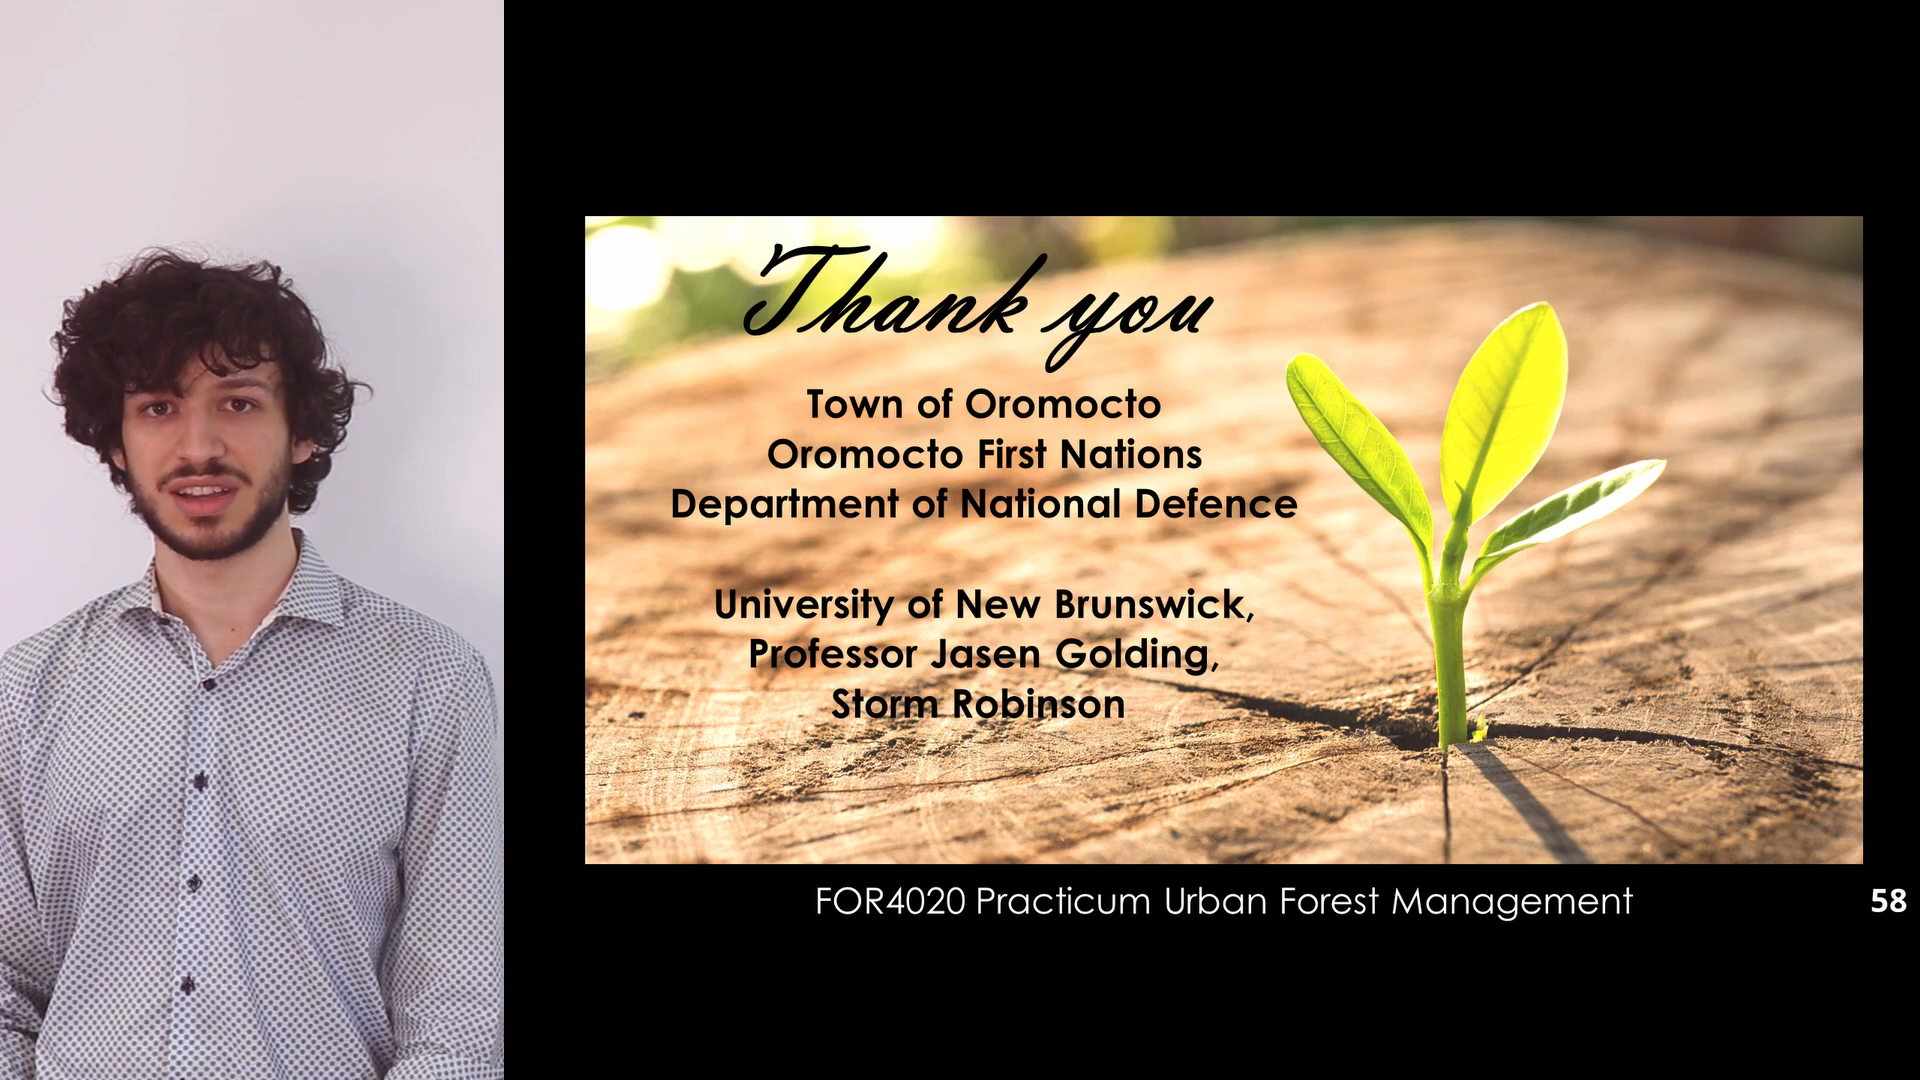 Thank you
Town of Oromocto
Oromocto First Nations
Department of National Defence
University of New Brunswick,
Professor Jasen Golding,
Storm Robinson
FOR4020 Practicum Urban Forest Management
58